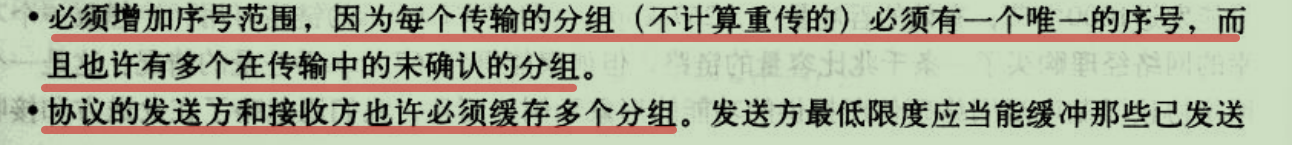 • 必须增加序号范围，因为每个传输的分组（不计算重传的）必须有一个唯一的序号，而
且也许有多个在传输中的未确认的分组。
• 协议的发送方和接收方也许必须缓存多个分组。发送方最低限度应当能缓冲那些已发送